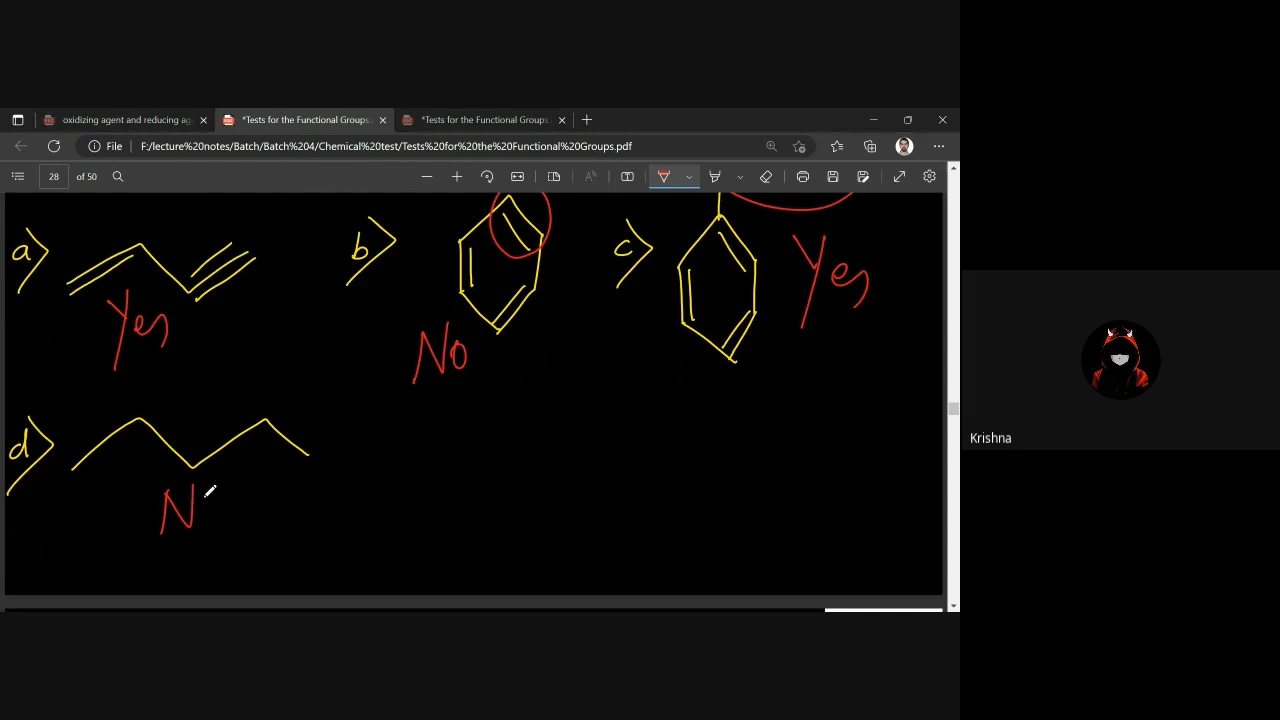 oxidizing agent and reducing ag
*Tests for the Functional Groups.
*Tests for the Functional Groups.
File
F:/lecture%20notes/Batch/Batch%204/Chemical%20test/Tests%20for%20the%20Functional%20Groups.pdf
28 of 50
a) b) c)
Yes No Yes
d)
N
Krishna